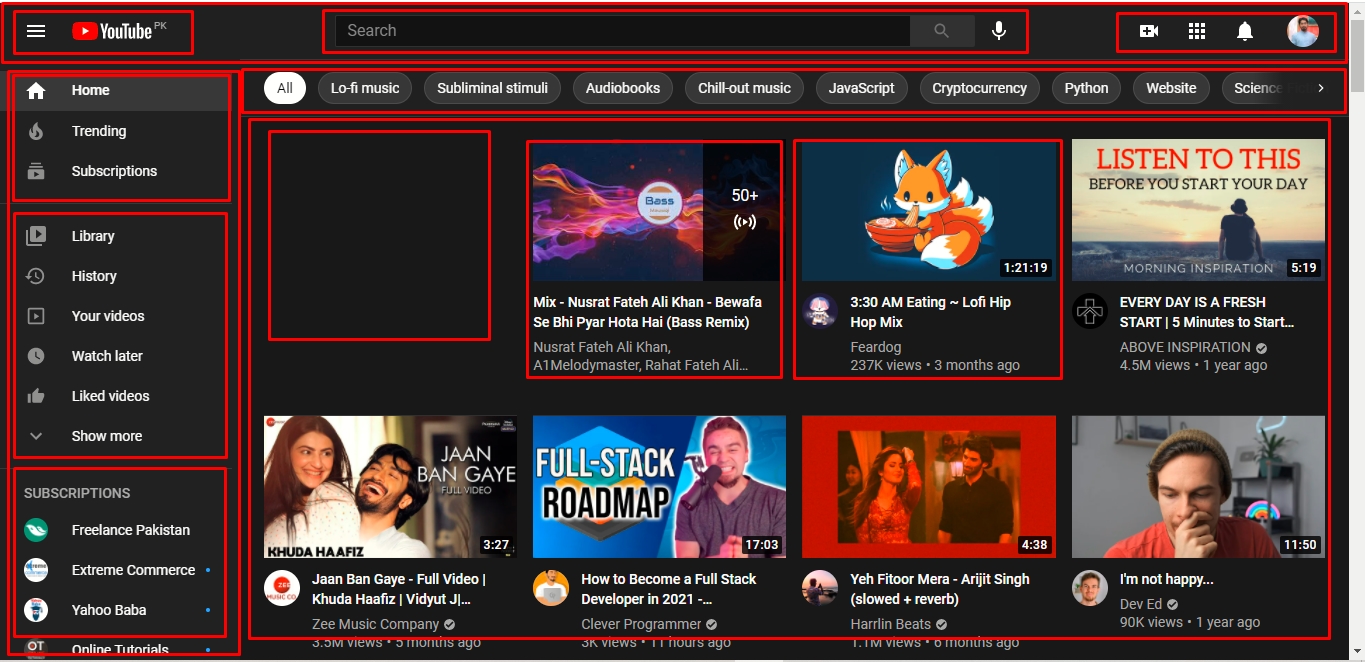 YouTube PK
Search
All
Lo-fi music
Subliminal stimuli
Audiobooks
Chill-out music
JavaScript
Cryptocurrency
Python
Website
Science
Home
Trending
Subscriptions
Library
History
Your videos
Watch later
Liked videos
Show more
SUBSCRIPTIONS
Freelance Pakistan
Extreme Commerce
Yahoo Baba
OT
Online Tutorials
Bass
50+
Mix - Nusrat Fateh Ali Khan - Bewafa
Se Bhi Pyar Hota Hai (Bass Remix)
Nusrat Fateh Ali Khan,
A1Melodymaster, Rahat Fateh Ali...
1:21:19
3:30 AM Eating ~ Lofi Hip
Hop Mix
Feardog
237K views • 3 months ago
LISTEN TO THIS
BEFORE YOU START YOUR DAY
MORNING INSPIRATION
5:19
EVERY DAY IS A FRESH
START | 5 Minutes to Start...
ABOVE INSPIRATION
4.5M views • 1 year ago
JAAN
BAN GAYE
FULL VIDEO
KHUDA HAAFIZ
3:27
ZEE
MUSIC CO
Jaan Ban Gaye - Full Video |
Khuda Haafiz | Vidyut J|...
Zee Music Company
3.5M views • 5 months ago
FULL-STACK
ROADMAP
17:03
How to Become a Full Stack
Developer in 2021 -...
Clever Programmer
3K views • 11 hours ago
4:38
Yeh Fitoor Mera - Arijit Singh
(slowed + reverb)
Harrlin Beats
1.1M views • 6 months ago
11:50
I'm not happy...
Dev Ed
90K views • 1 year ago